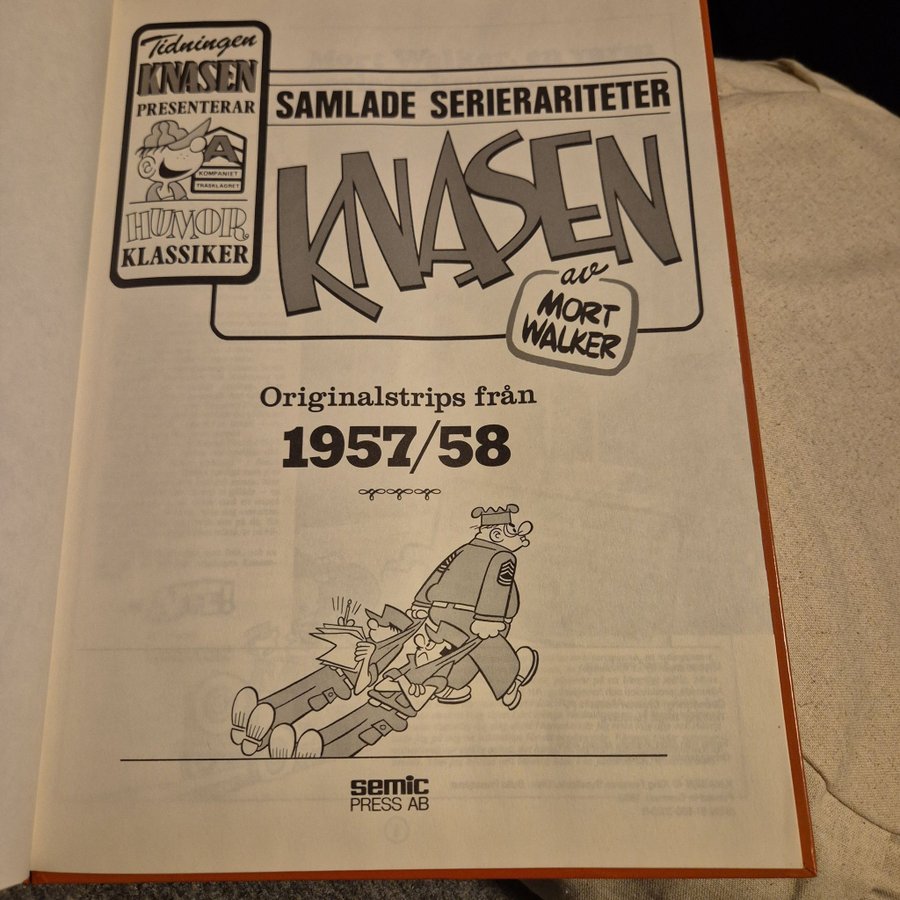 Tidningen
KNASEN
PRESENTERAR
A
KOMPANIET
TRÄSKLÄGRET
HUMOR
KLASSIKER
SAMLADE SERIERARITETER
KNASEN
av
MORT
WALKER
Originalstrips från
1957/58
semic
PRESS AB